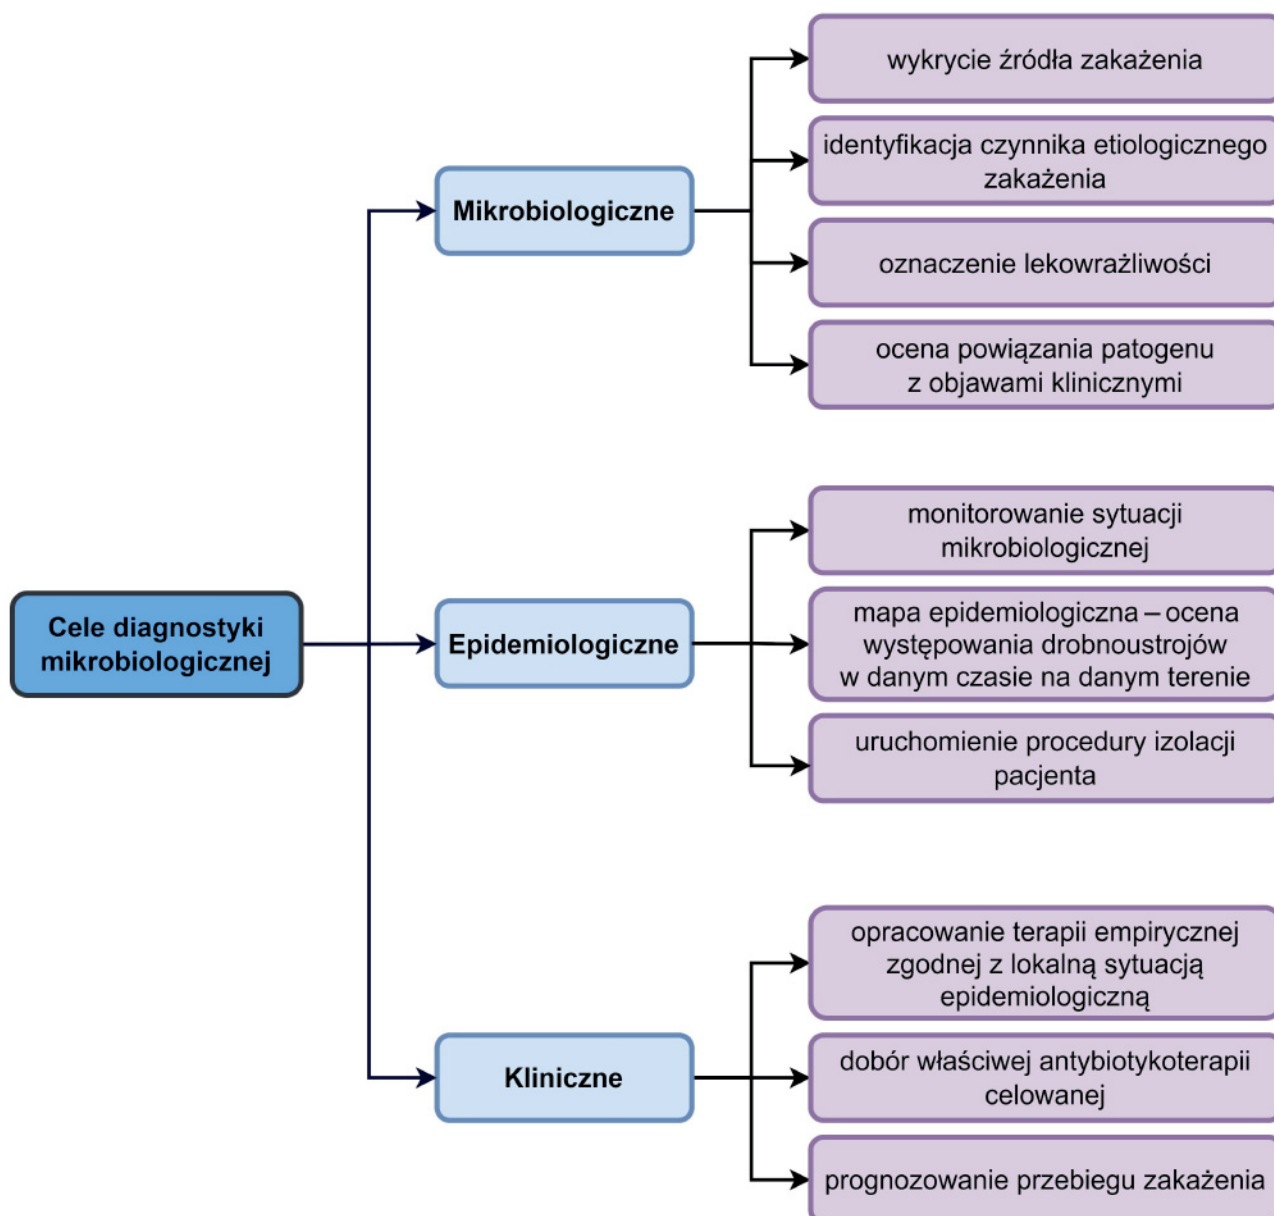 Cele diagnostyki
mikrobiologicznej
Mikrobiologiczne
wykrycie źródła zakażenia
identyfikacja czynnika etiologicznego
zakażenia
oznaczenie lekowrażliwości
ocena powiązania patogenu
z objawami klinicznymi
Epidemiologiczne
monitorowanie sytuacji
mikrobiologicznej
mapa epidemiologiczna – ocena
występowania drobnoustrojów
w danym czasie na danym terenie
uruchomienie procedury izolacji
pacjenta
Kliniczne
opracowanie terapii empirycznej
zgodnej z lokalną sytuacją
epidemiologiczną
dobór właściwej antybiotykoterapii
celowanej
prognozowanie przebiegu zakażenia